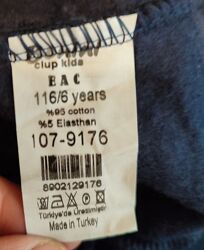 clup kids
BAC
116/6 years
%95 cotton
%5 Elasthan
107-9176
8902129176
Türkiye'de Üretilmiştir
Made in Turkey